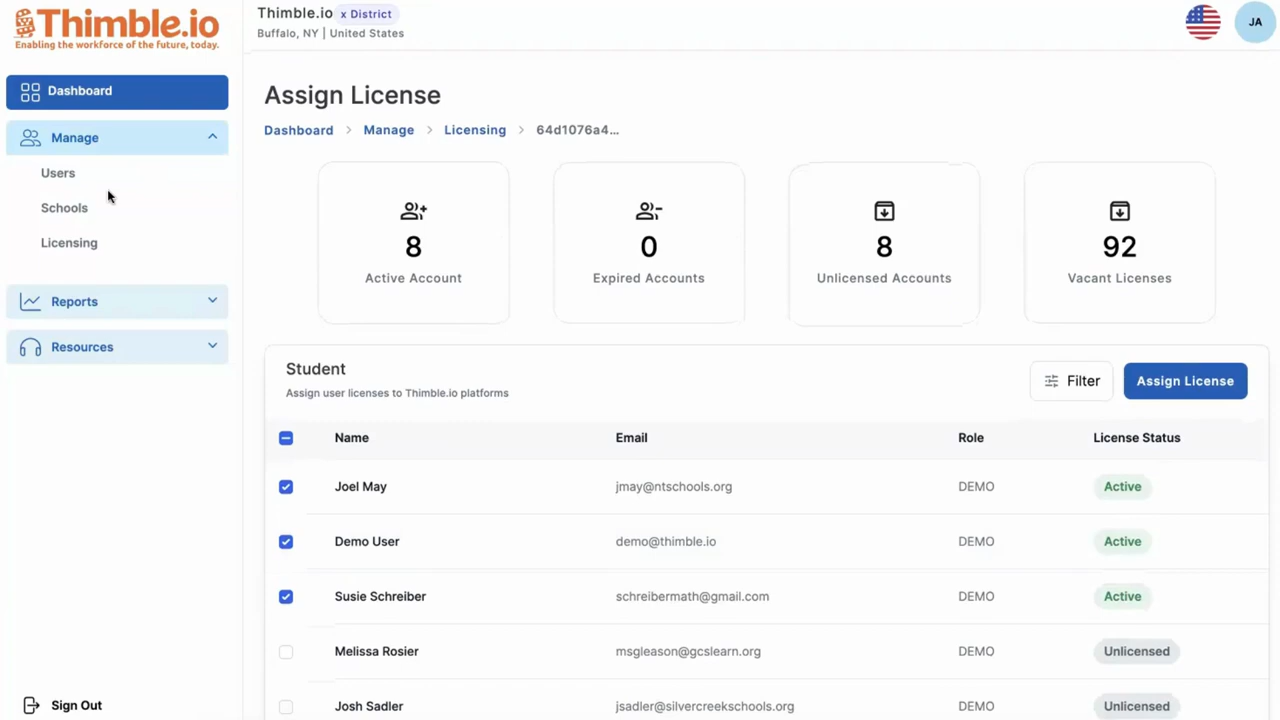 Thimble.io
Enabling the workforce of the future, today.
Dashboard
Manage
Users
Schools
Licensing
Reports
Resources
Sign Out
Thimble.io x District
Buffalo, NY | United States
JA
Assign License
Dashboard > Manage > Licensing > 64d1076a4...
8
Active Account
0
Expired Accounts
8
Unlicensed Accounts
92
Vacant Licenses
Student
Assign user licenses to Thimble.io platforms
Filter
Assign License
Name Email Role License Status
Joel May jmay@ntschools.org DEMO Active
Demo User demo@thimble.io DEMO Active
Susie Schreiber schreibermath@gmail.com DEMO Active
Melissa Rosier msgleason@gcslearn.org DEMO Unlicensed
Josh Sadler jsadler@silvercreekschools.org DEMO Unlicensed